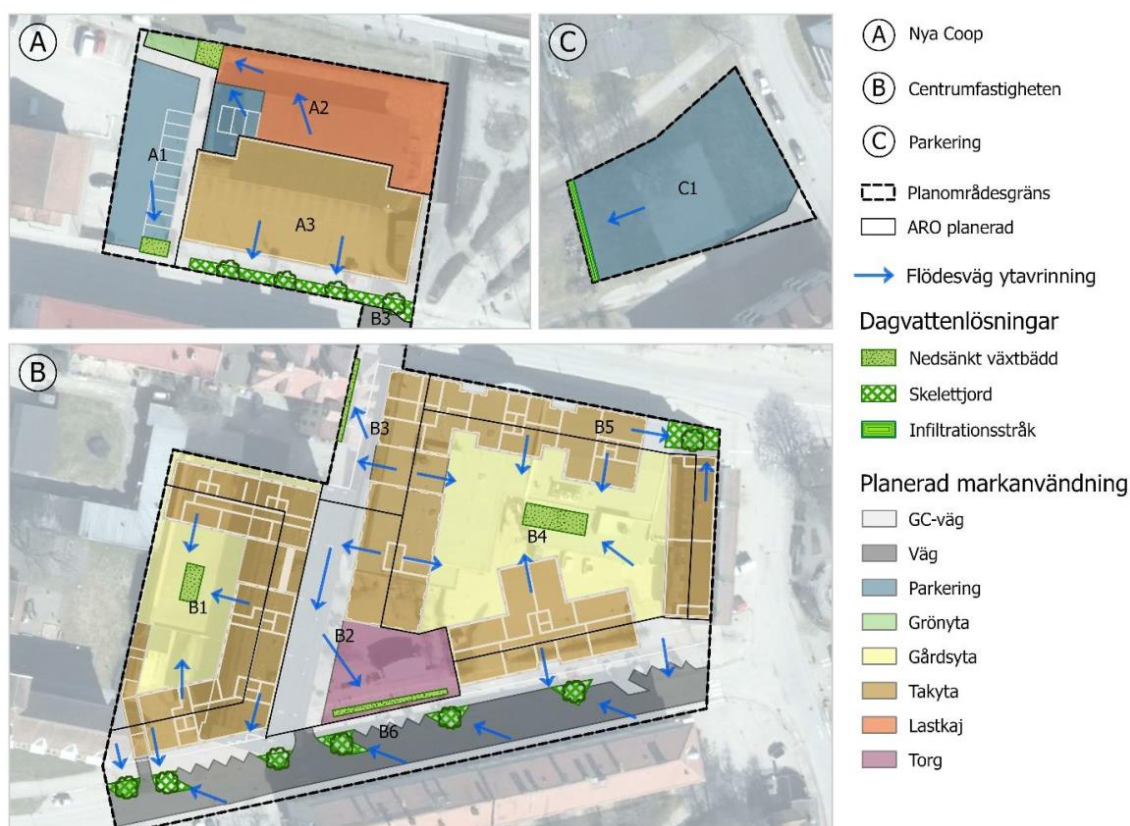 A
A1
A2
A3
B3
C
C1
B
B1
B2
B3
B4
B5
B6
A Nya Coop
B Centrumfastigheten
C Parkering
Planområdesgräns
ARO planerad
Flödesväg ytavrinning
Dagvattenlösningar
Nedsänkt växtbädd
Skelettjord
Infiltrationsstråk
Planerad markanvändning
GC-väg
Väg
Parkering
Grönyta
Gårdsyta
Takyta
Lastkaj
Torg